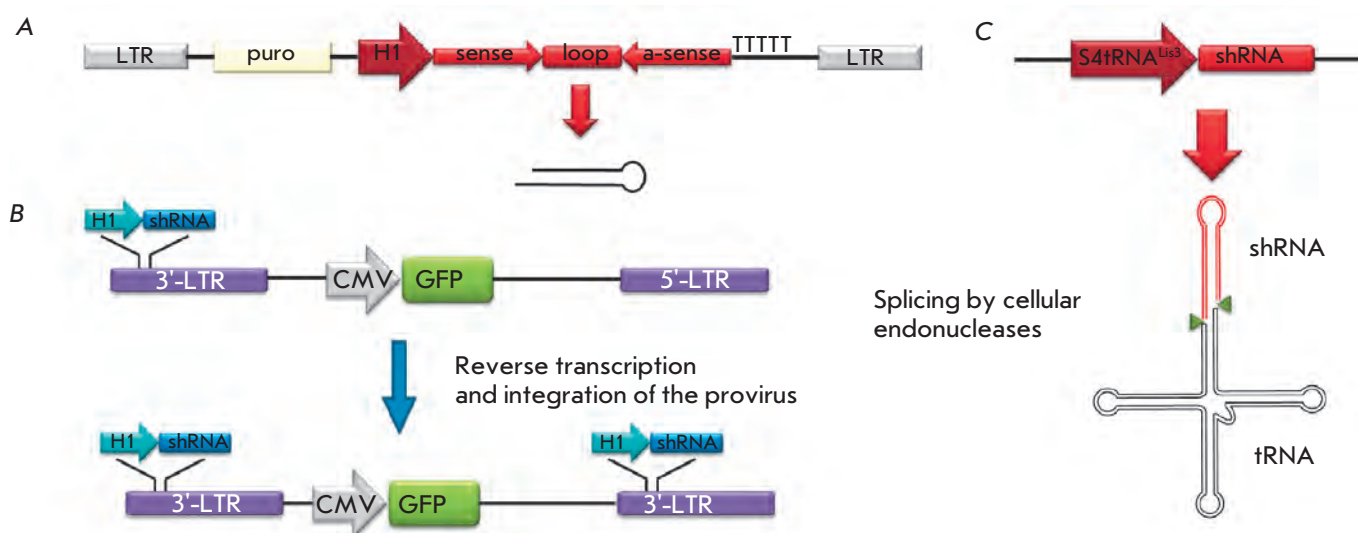 A
LTR
puro
H1
sense
loop
a-sense
TTTTT
LTR
B
H1
shRNA
3'-LTR
CMV
GFP
5'-LTR
Reverse transcription
and integration of the provirus
H1
shRNA
H1
shRNA
3'-LTR
CMV
GFP
3'-LTR
C
S4tRNA^Lis3
shRNA
shRNA
Splicing by cellular
endonucleases
tRNA